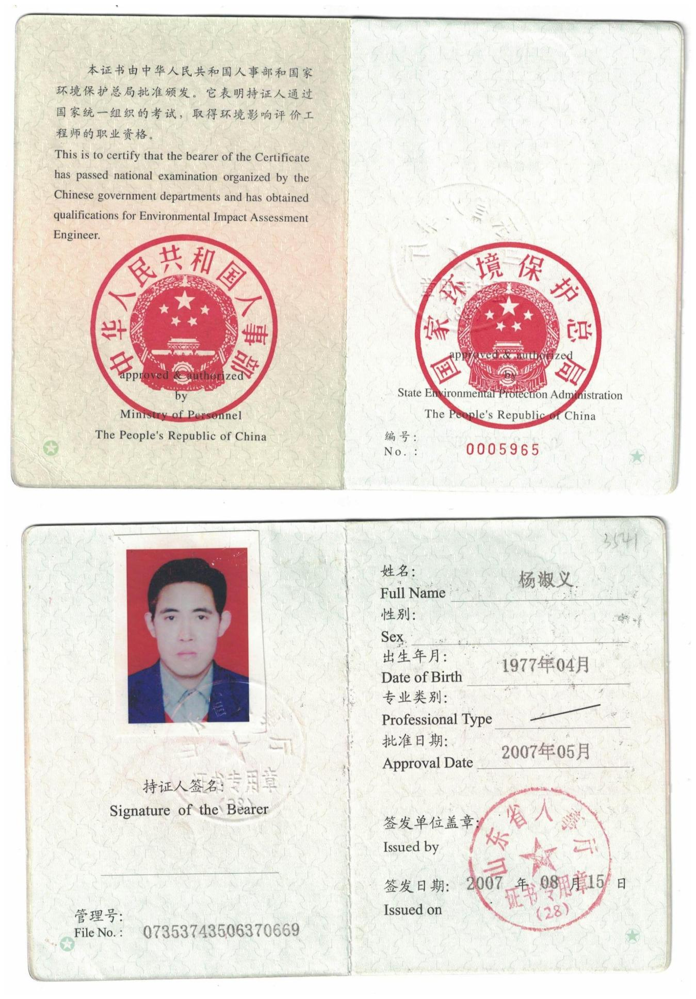 本证书由中华人民共和国人事部和国家
环境保护总局批准颁发。它表明持证人通过
国家统一组织的考试，取得环境影响评价工
程师的职业资格。
This is to certify that the bearer of the Certificate
has passed national examination organized by the
Chinese government departments and has obtained
qualifications for Environmental Impact Assessment
Engineer.
中华人民共和国人事部
approved & authorized
by
Ministry of Personnel
The People's Republic of China
国家环境保护总局
approved & authorized
by
State Environmental Protection Administration
The People's Republic of China
编号:
No. : 0005965
持证人签名:
证书专用章
Signature of the Bearer
(28)
管理号:
File No. : 07353743506370669
3541
姓名: 杨淑义
Full Name
性别:
Sex
出生年月: 1977年04月
Date of Birth
专业类别:
Professional Type
批准日期: 2007年05月
Approval Date
签发单位盖章:
Issued by
山东省人事厅
签发日期: 2007 年 08 月 15 日
证书专用章
(28)
Issued on